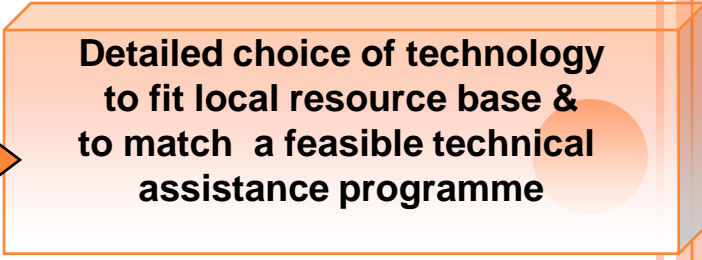 Detailed choice of technology
to fit local resource base &
to match a feasible technical
assistance programme